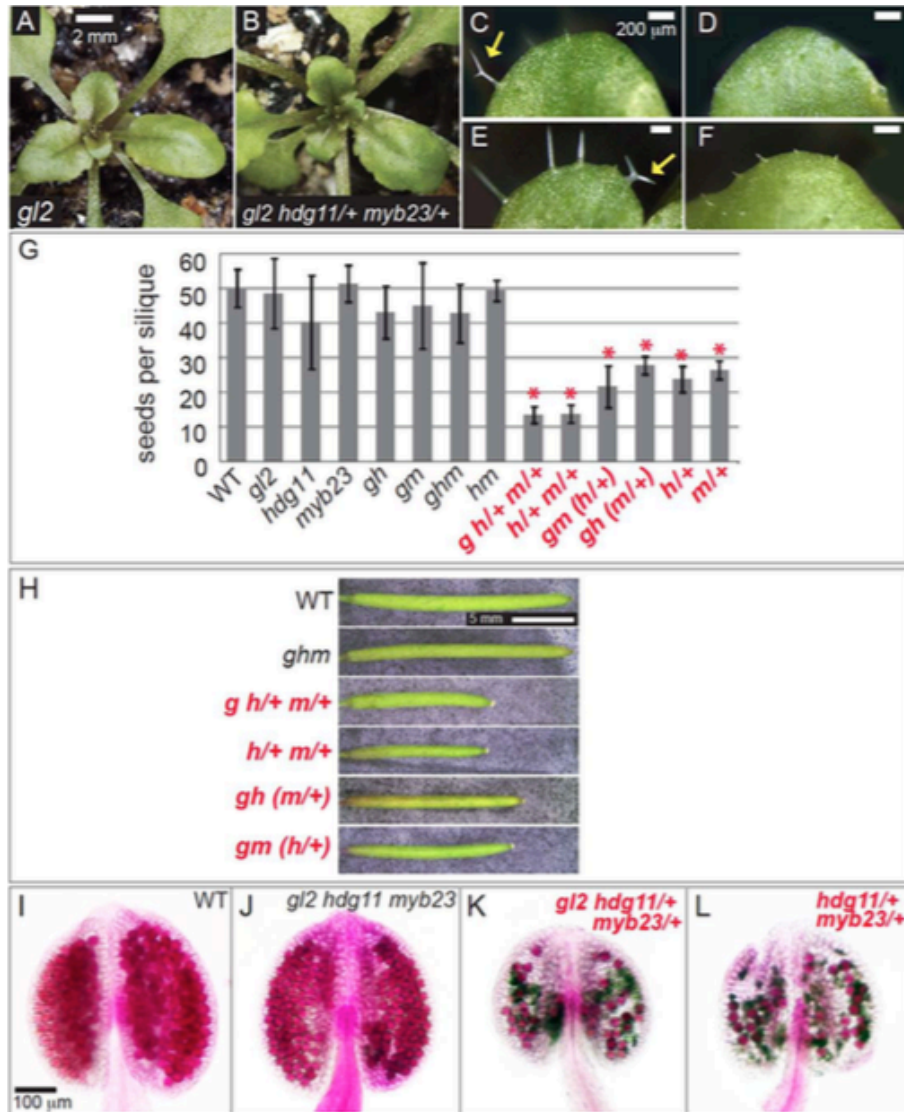 A
2 mm
gl2
B
gl2 hdg11/+ myb23/+
C
200 µm
D
E
F
G
seeds per silique
60
50
40
30
20
10
0
* * * * * *
WT
gl2
hdg11
myb23
gh
gm
ghm
hm
g h/+ m/+
h/+ m/+
gm (h/+)
gh (m/+)
h/+
m/+
H
WT
5 mm
ghm
g h/+ m/+
h/+ m/+
gh (m/+)
gm (h/+)
I
WT
100 µm
J
gl2 hdg11 myb23
K
gl2 hdg11/+
myb23/+
L
hdg11/+
myb23/+